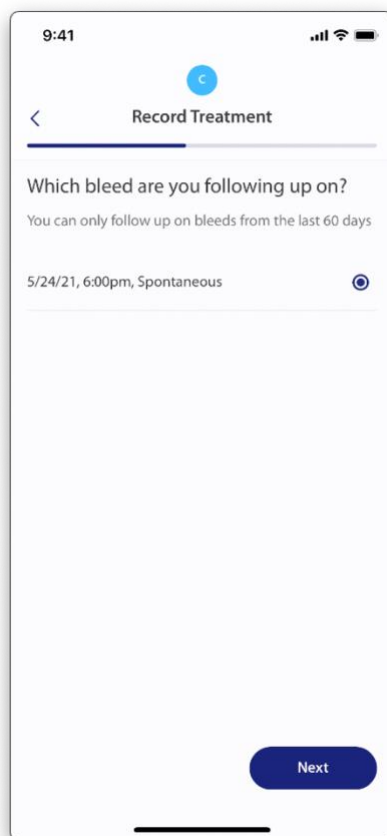 9:41
C
Record Treatment
Which bleed are you following up on?
You can only follow up on bleeds from the last 60 days
5/24/21, 6:00pm, Spontaneous
Next